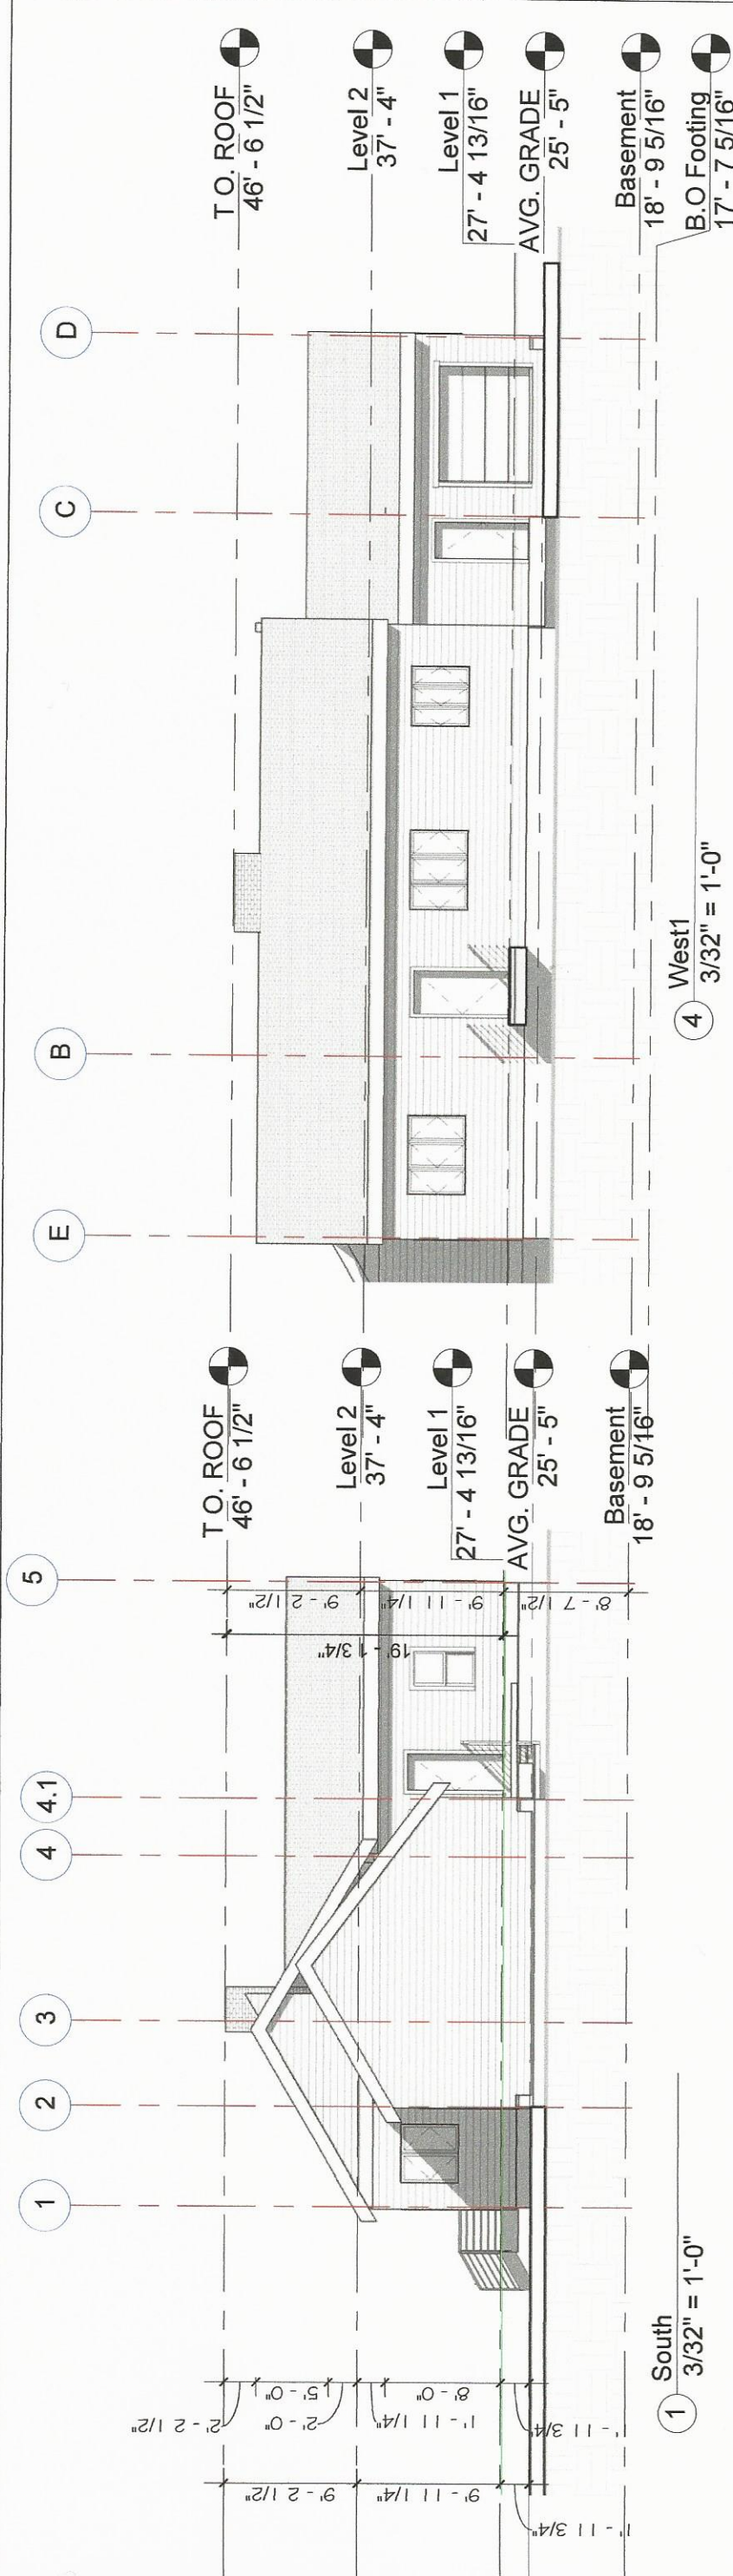 5
4.1
4
3
2
1
T O. ROOF
46' - 6 1/2"
Level 2
37' - 4"
Level 1
27' - 4 13/16"
AVG. GRADE
25' - 5"
Basement
18' - 9 5/16"
9' - 2 1/2"
9' - 11 1/4"
8' - 7 1/2"
19' - 1 3/4"
2' - 2 1/2"
5' - 0"
2' - 0"
1' - 11 1/4"
8' - 0"
1' - 11 3/4"
9' - 2 1/2"
9' - 11 1/4"
1' - 11 3/4"
1
South
3/32" = 1'-0"
E
B
C
D
T O. ROOF
46' - 6 1/2"
Level 2
37' - 4"
Level 1
27' - 4 13/16"
AVG. GRADE
25' - 5"
Basement
18' - 9 5/16"
B.O Footing
17' - 7 5/16"
4
West1
3/32" = 1'-0"